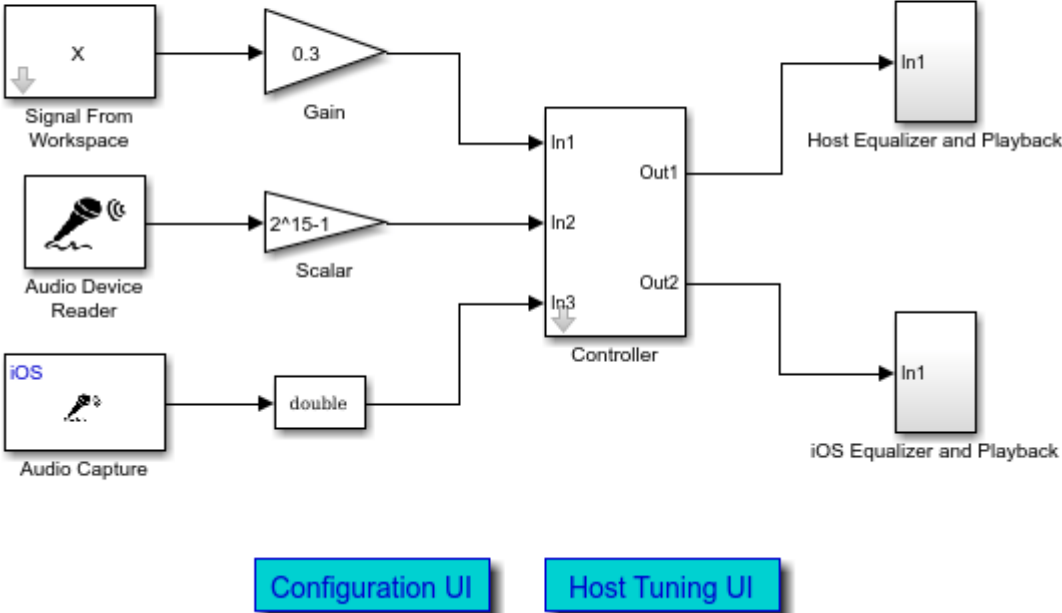 X
Signal From
Workspace
0.3
Gain
In1
Host Equalizer and Playback
Audio Device
Reader
2^15-1
Scalar
In1
In2
In3
Out1
Out2
Controller
iOS
Audio Capture
double
In1
iOS Equalizer and Playback
Configuration UI
Host Tuning UI